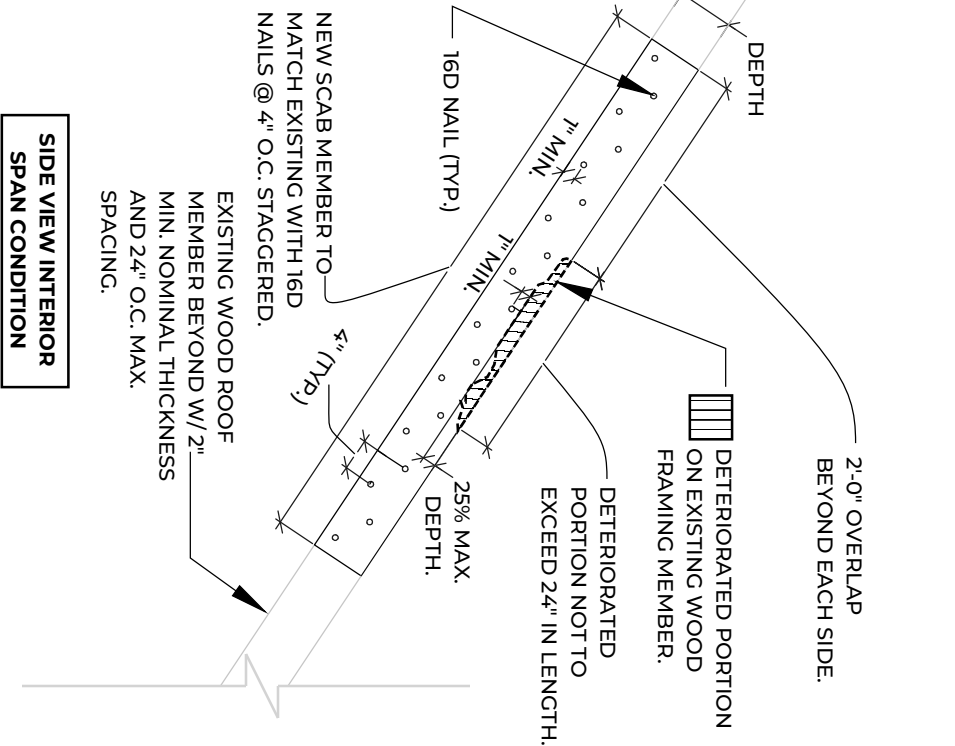 2'-0" OVERLAP
BEYOND EACH SIDE.
DEPTH
DETERIORATED PORTION
ON EXISTING WOOD
FRAMING MEMBER.
DETERIORATED
PORTION NOT TO
EXCEED 24" IN LENGTH.
16D NAIL (TYP.)
1" MIN.
1" MIN.
25% MAX.
DEPTH.
NEW SCAB MEMBER TO
MATCH EXISTING WITH 16D
NAILS @ 4" O.C. STAGGERED.
4" (TYP.)
EXISTING WOOD ROOF
MEMBER BEYOND W/ 2"
MIN. NOMINAL THICKNESS
AND 24" O.C. MAX.
SPACING.
SIDE VIEW INTERIOR
SPAN CONDITION